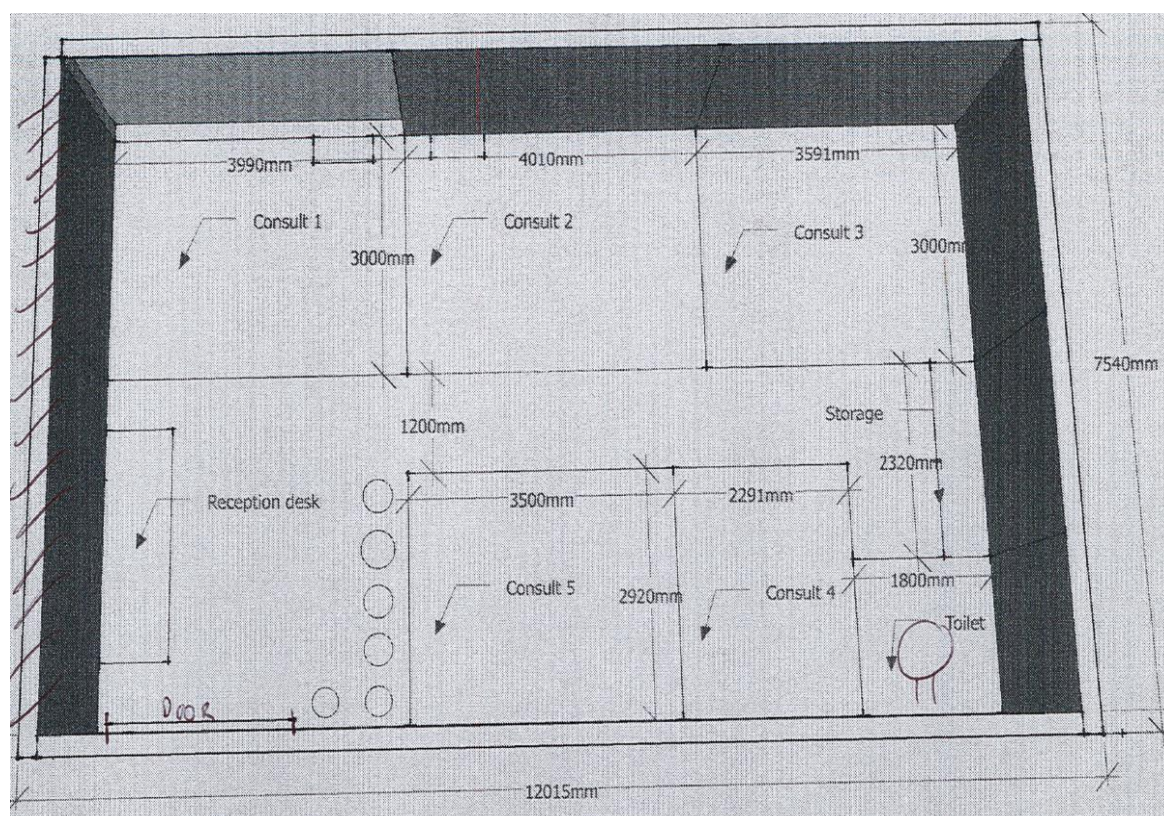 3990mm
4010mm
3591mm
Consult 1
Consult 2
Consult 3
3000mm
3000mm
7540mm
1200mm
Storage
2320mm
Reception desk
3500mm
2291mm
Consult 5
2920mm
Consult 4
1800mm
Toilet
DOOR
12015mm